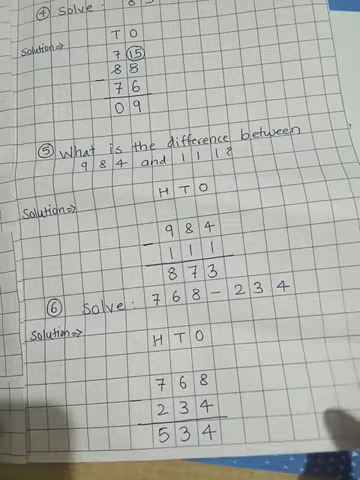 ④ Solve :
Solution⇒
T O
7 ⑮
8 5
- 7 6
0 9
⑤ What is the difference between
9 8 4 and 1 1 1?
H T O
Solution⇒
9 8 4
- 1 1 1
8 7 3
⑥ Solve : 7 6 8 - 2 3 4
Solution⇒
H T O
7 6 8
- 2 3 4
5 3 4